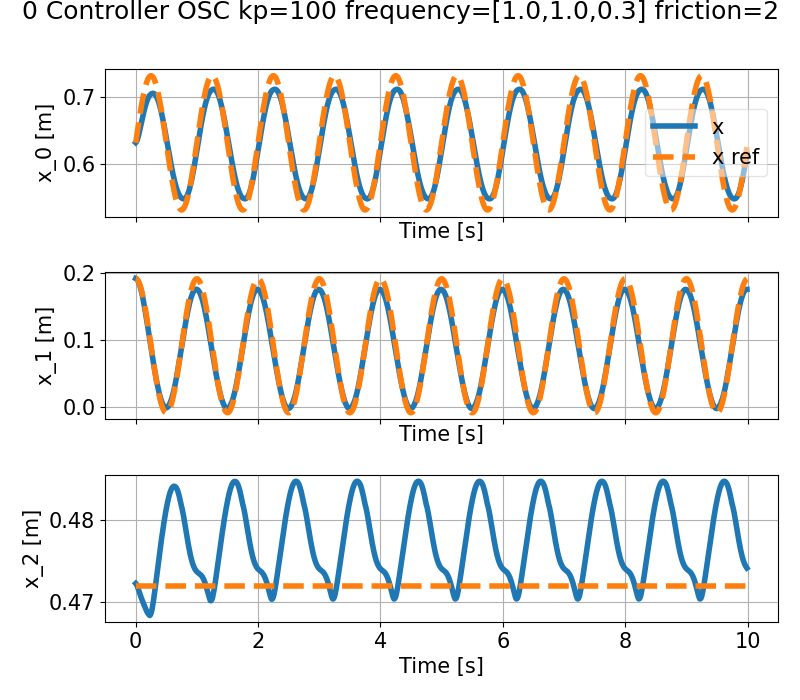 0 Controller OSC kp=100 frequency=[1.0,1.0,0.3] friction=2
x_0 [m]
0.7
0.6
x
x ref
Time [s]
x_1 [m]
0.2
0.1
0.0
Time [s]
x_2 [m]
0.48
0.47
0 2 4 6 8 10
Time [s]